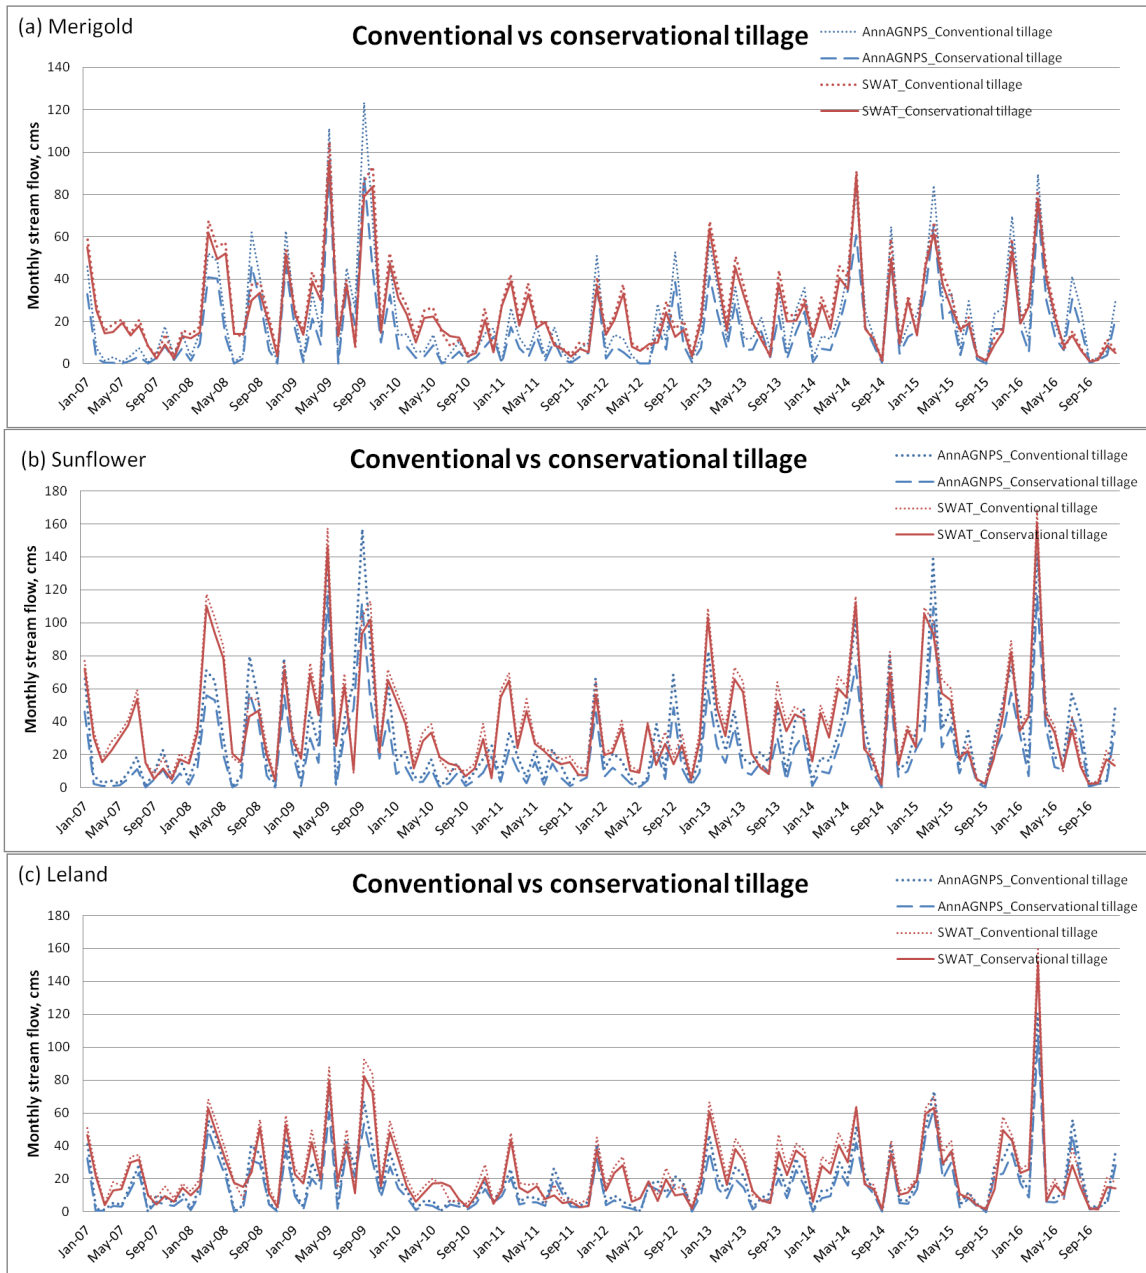 (a) Merigold
Conventional vs conservational tillage
AnnAGNPS_Conventional tillage
AnnAGNPS_Conservational tillage
SWAT_Conventional tillage
SWAT_Conservational tillage
Monthly stream flow, cms
140
120
100
80
60
40
20
0
Jan-07 May-07 Sep-07 Jan-08 May-08 Sep-08 Jan-09 May-09 Sep-09 Jan-10 May-10 Sep-10 Jan-11 May-11 Sep-11 Jan-12 May-12 Sep-12 Jan-13 May-13 Sep-13 Jan-14 May-14 Sep-14 Jan-15 May-15 Sep-15 Jan-16 May-16 Sep-16
(b) Sunflower
Conventional vs conservational tillage
AnnAGNPS_Conventional tillage
AnnAGNPS_Conservational tillage
SWAT_Conventional tillage
SWAT_Conservational tillage
Monthly stream flow, cms
180
160
140
120
100
80
60
40
20
0
Jan-07 May-07 Sep-07 Jan-08 May-08 Sep-08 Jan-09 May-09 Sep-09 Jan-10 May-10 Sep-10 Jan-11 May-11 Sep-11 Jan-12 May-12 Sep-12 Jan-13 May-13 Sep-13 Jan-14 May-14 Sep-14 Jan-15 May-15 Sep-15 Jan-16 May-16 Sep-16
(c) Leland
Conventional vs conservational tillage
AnnAGNPS_Conventional tillage
AnnAGNPS_Conservational tillage
SWAT_Conventional tillage
SWAT_Conservational tillage
Monthly stream flow, cms
180
160
140
120
100
80
60
40
20
0
Jan-07 May-07 Sep-07 Jan-08 May-08 Sep-08 Jan-09 May-09 Sep-09 Jan-10 May-10 Sep-10 Jan-11 May-11 Sep-11 Jan-12 May-12 Sep-12 Jan-13 May-13 Sep-13 Jan-14 May-14 Sep-14 Jan-15 May-15 Sep-15 Jan-16 May-16 Sep-16